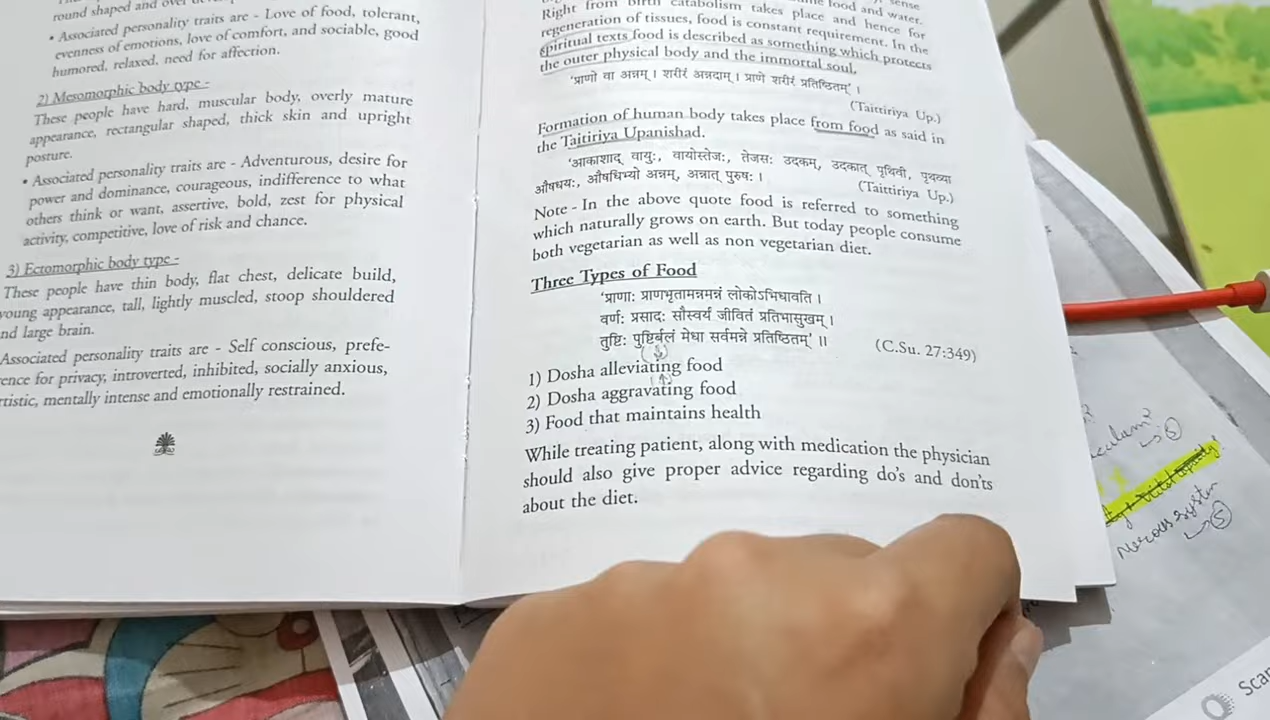 round shaped and
• Associated personality traits are - Love of food, tolerant,
evenness of emotions, love of comfort, and sociable, good
humored, relaxed, need for affection.
2) Mesomorphic body type -
These people have hard, muscular body, overly mature
appearance, rectangular shaped, thick skin and upright
posture.
• Associated personality traits are - Adventurous, desire for
power and dominance, courageous, indifference to what
others think or want, assertive, bold, zest for physical
activity, competitive, love of risk and chance.
3) Ectomorphic body type -
These people have thin body, flat chest, delicate build,
young appearance, tall, lightly muscled, stoop shouldered
nd large brain.
Associated personality traits are - Self conscious, prefe-
ence for privacy, introverted, inhibited, socially anxious,
rtistic, mentally intense and emotionally restrained.
food and water.
Right from birth catabolism takes place and hence for
regeneration of tissues, food is constant requirement. In the
spiritual texts food is described as something which protects
the outer physical body and the immortal soul.
'प्राणो वा अन्नम् । शरीरं अन्नदाम् । प्राणे शरीरं प्रतिष्ठितम्' ।
(Taittiriya Up.)
Formation of human body takes place from food as said in
the Taitiriya Upanishad.
'आकाशाद् वायुः, वायोस्तेजः, तेजसः उदकम्, उदकात् पृथिवी, पृथव्या
औषधयः, औषधिभ्यो अन्नम्, अन्नात् पुरुषः ।
(Taittiriya Up.)
Note - In the above quote food is referred to something
which naturally grows on earth. But today people consume
both vegetarian as well as non vegetarian diet.
Three Types of Food
'प्राणाः प्राणभृतामन्नमन्नं लोकोऽभिधावति ।
वर्णः प्रसादः सौस्वर्य जीवितं प्रतिभासुखम् ।
तुष्टिः पुष्टिर्बलं मेधा सर्वमन्ने प्रतिष्ठितम्' ।।
(C.Su. 27:349)
1) Dosha alleviating food
(↓)
2) Dosha aggravating food
(↑)
3) Food that maintains health
While treating patient, along with medication the physician
should also give proper advice regarding do's and don'ts
about the diet.
→⑥
system
→⑤
Scan